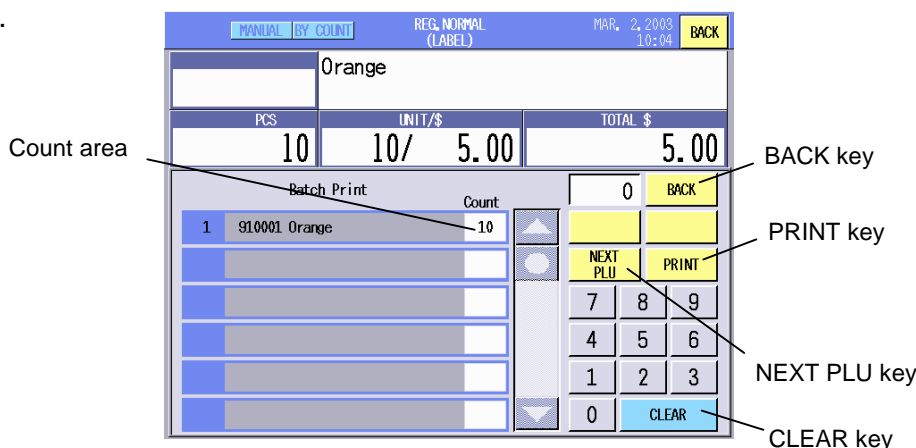 .
MANUAL BY COUNT REG. NORMAL MAR. 2, 2003 BACK
(LABEL) 10:04
Orange
PCS UNIT/$ TOTAL $
10 10/ 5.00 5.00
Count area
BACK key
Batch Print Count 0 BACK
1 910001 Orange 10
PRINT key
NEXT PLU PRINT
7 8 9
4 5 6
1 2 3
NEXT PLU key
0 CLEAR
CLEAR key